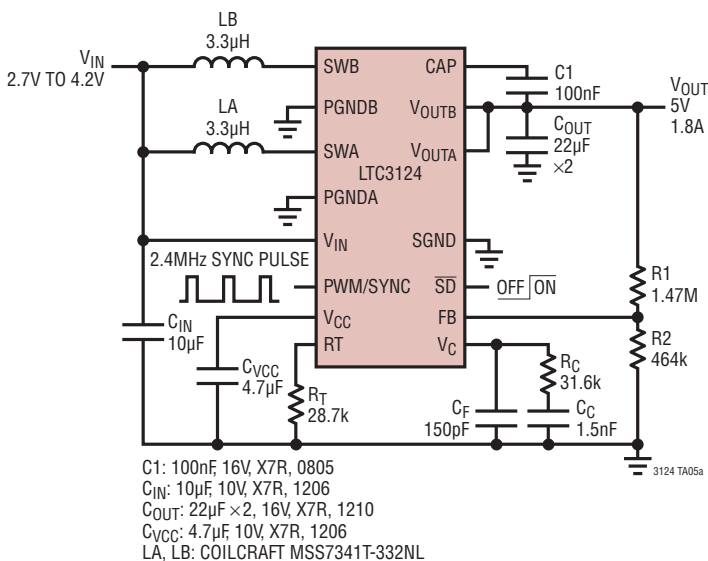 LB
3.3µH
VIN
2.7V TO 4.2V
LA
3.3µH
SWB
PGNDB
SWA
LTC3124
PGNDA
VIN
PWM/SYNC
VCC
RT
CAP
VOUTB
VOUTA
SGND
SD
FB
VC
C1
100nF
VOUT
5V
1.8A
COUT
22µF
×2
2.4MHz SYNC PULSE
OFF ON
R1
1.47M
R2
464k
CIN
10µF
CVCC
4.7µF
RT
28.7k
RC
31.6k
CF
150pF
CC
1.5nF
3124 TA05a
C1: 100nF, 16V, X7R, 0805
CIN: 10µF, 10V, X7R, 1206
COUT: 22µF ×2, 16V, X7R, 1210
CVCC: 4.7µF, 10V, X7R, 1206
LA, LB: COILCRAFT MSS7341T-332NL